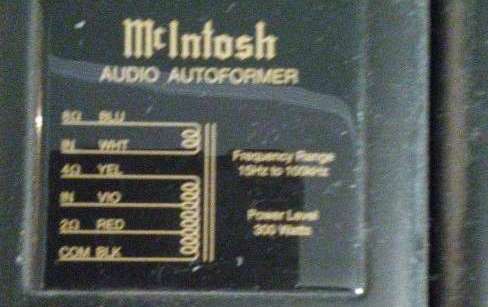 McIntosh
AUDIO AUTOFORMER
8Ω BLU
IN WHT
4Ω YEL
IN VIO
2Ω RED
COM BLK
Frequency Range
15Hz to 100kHz
Power Level
300 Watts